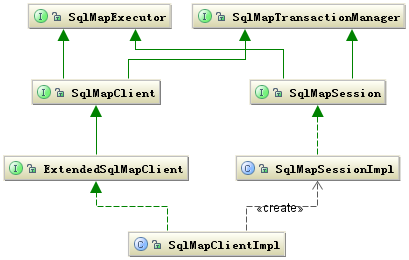 I SqlMapExecutor
I SqlMapTransactionManager
I SqlMapClient
I SqlMapSession
I ExtendedSqlMapClient
C SqlMapSessionImpl
«create»
C SqlMapClientImpl